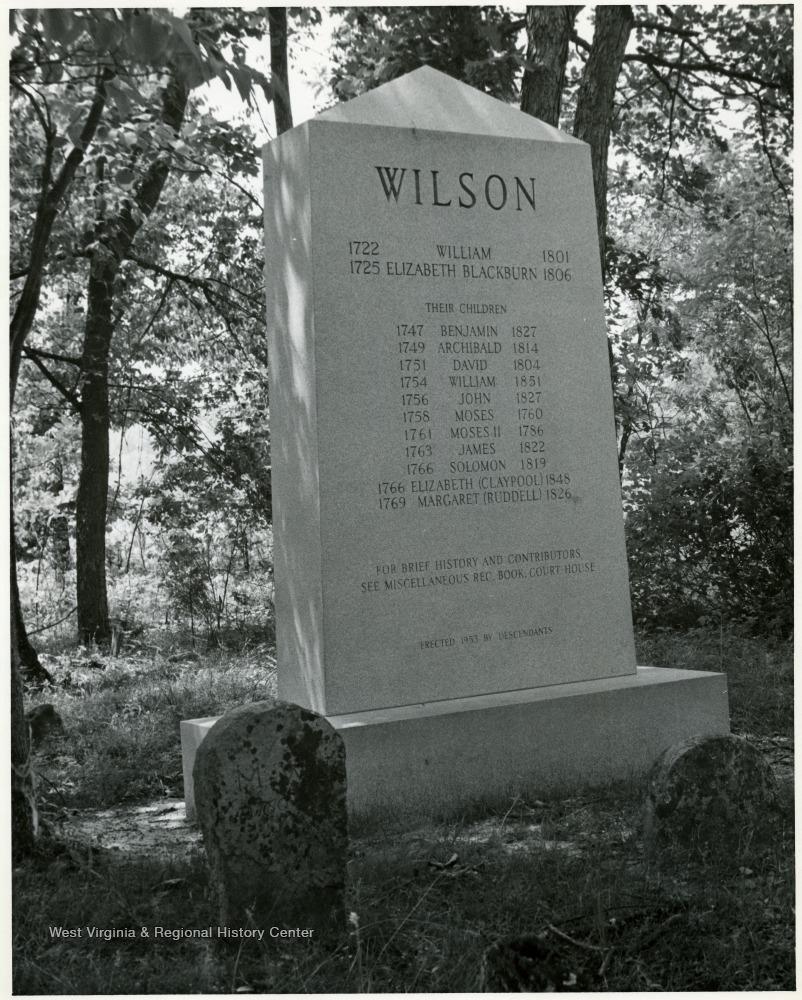 WILSON
1722 WILLIAM 1801
1725 ELIZABETH BLACKBURN 1806
THEIR CHILDREN
1747 BENJAMIN 1827
1749 ARCHIBALD 1814
1751 DAVID 1804
1754 WILLIAM 1851
1756 JOHN 1827
1758 MOSES 1760
1761 MOSES II 1786
1763 JAMES 1822
1766 SOLOMON 1819
1766 ELIZABETH (CLAYPOOL) 1848
1769 MARGARET (RUDDELL) 1826
FOR BRIEF HISTORY AND CONTRIBUTORS,
SEE MISCELLANEOUS REC. BOOK, COURT HOUSE
ERECTED 1953 BY DESCENDANTS
West Virginia & Regional History Center